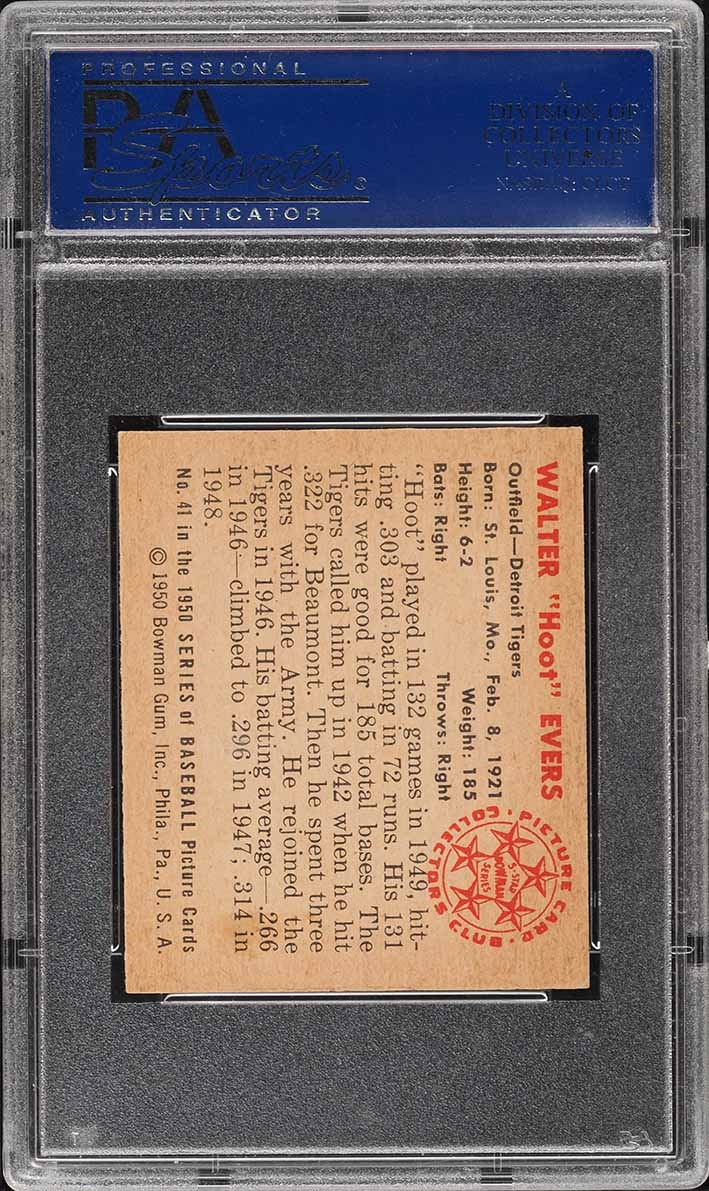 PROFESSIONAL
PSA
Sports
AUTHENTICATOR
A
DIVISION OF
COLLECTORS
UNIVERSE
NASDAQ: CLCT
WALTER "Hoot" EVERS
Outfield—Detroit Tigers
Born: St. Louis, Mo., Feb. 8, 1921
Height: 6-2 Weight: 185
Bats: Right Throws: Right
PICTURE CARD COLLECTORS CLUB
5-STAR
BOWMAN
SERIES
"Hoot" played in 132 games in 1949, hit-
ting .303 and batting in 72 runs. His 131
hits were good for 185 total bases. The
Tigers called him up in 1942 when he hit
.322 for Beaumont. Then he spent three
years with the Army. He rejoined the
Tigers in 1946. His batting average—.266
in 1946—climbed to .296 in 1947; .314 in
1948.
No. 41 in the 1950 SERIES of BASEBALL Picture Cards
© 1950 Bowman Gum, Inc., Phila., Pa., U. S. A.